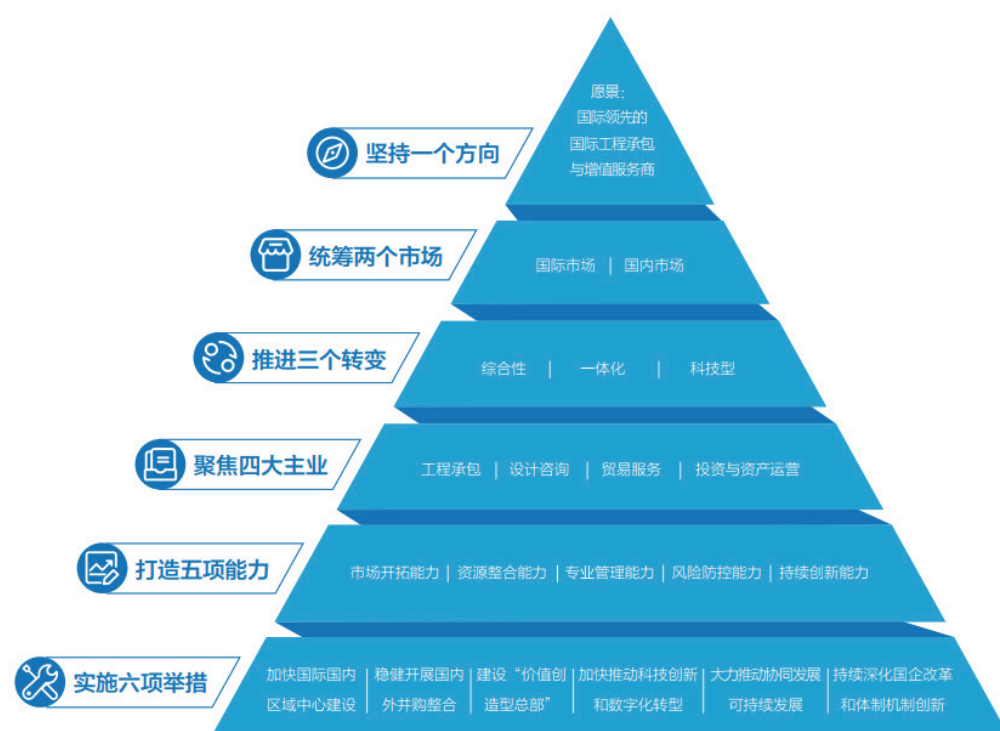 愿景：
国际领先的
国际工程承包
与增值服务商
坚持一个方向
统筹两个市场
国际市场 | 国内市场
推进三个转变
综合性 | 一体化 | 科技型
聚焦四大主业
工程承包 | 设计咨询 | 贸易服务 | 投资与资产运营
打造五项能力
市场开拓能力 | 资源整合能力 | 专业管理能力 | 风险防控能力 | 持续创新能力
实施六项举措
加快国际国内
区域中心建设
稳健开展国内
外并购整合
建设“价值创
造型总部”
加快推动科技创新
和数字化转型
大力推动协同发展
可持续发展
持续深化国企改革
和体制机制创新